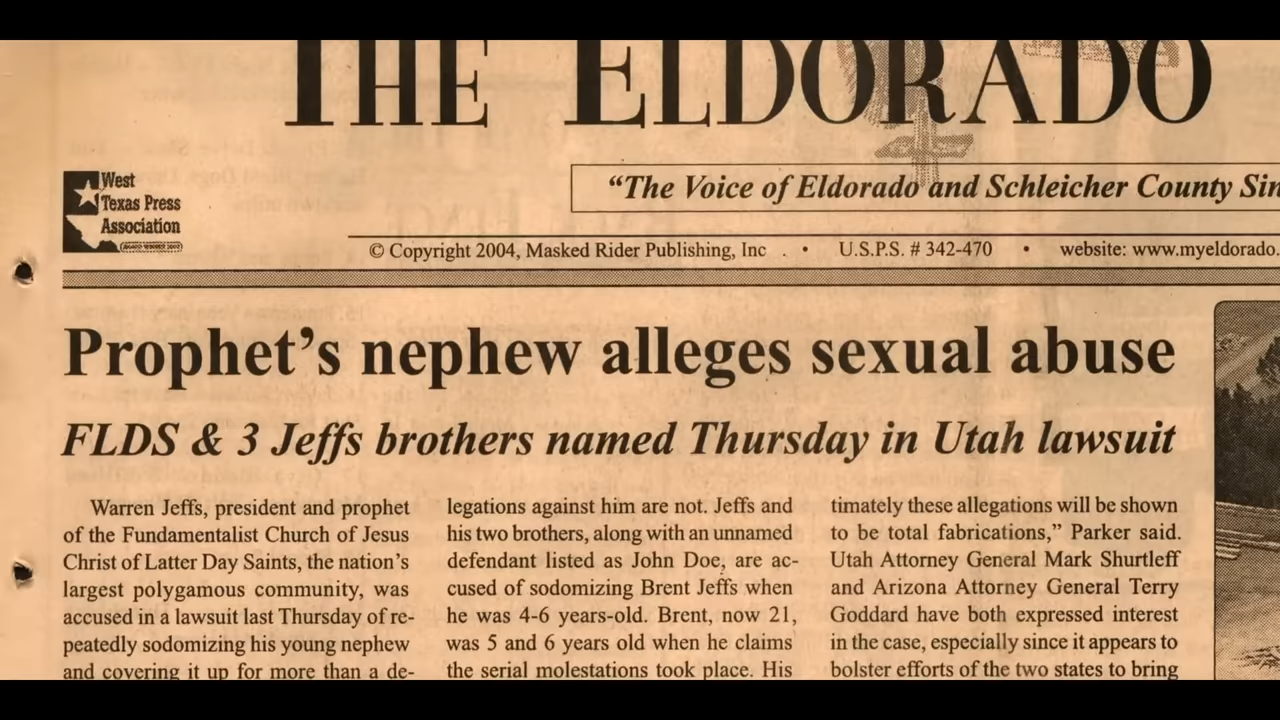 THE ELDORADO
West
Texas Press
Association
“The Voice of Eldorado and Schleicher County Sin
© Copyright 2004, Masked Rider Publishing, Inc . • U.S.P.S. # 342-470 • website: www.myeldorado.
Prophet’s nephew alleges sexual abuse
FLDS & 3 Jeffs brothers named Thursday in Utah lawsuit
Warren Jeffs, president and prophet
of the Fundamentalist Church of Jesus
Christ of Latter Day Saints, the nation’s
largest polygamous community, was
accused in a lawsuit last Thursday of re-
peatedly sodomizing his young nephew
and covering it up for more than a de-
legations against him are not. Jeffs and
his two brothers, along with an unnamed
defendant listed as John Doe, are ac-
cused of sodomizing Brent Jeffs when
he was 4-6 years-old. Brent, now 21,
was 5 and 6 years old when he claims
the serial molestations took place. His
timately these allegations will be shown
to be total fabrications,” Parker said.
Utah Attorney General Mark Shurtleff
and Arizona Attorney General Terry
Goddard have both expressed interest
in the case, especially since it appears to
bolster efforts of the two states to bring